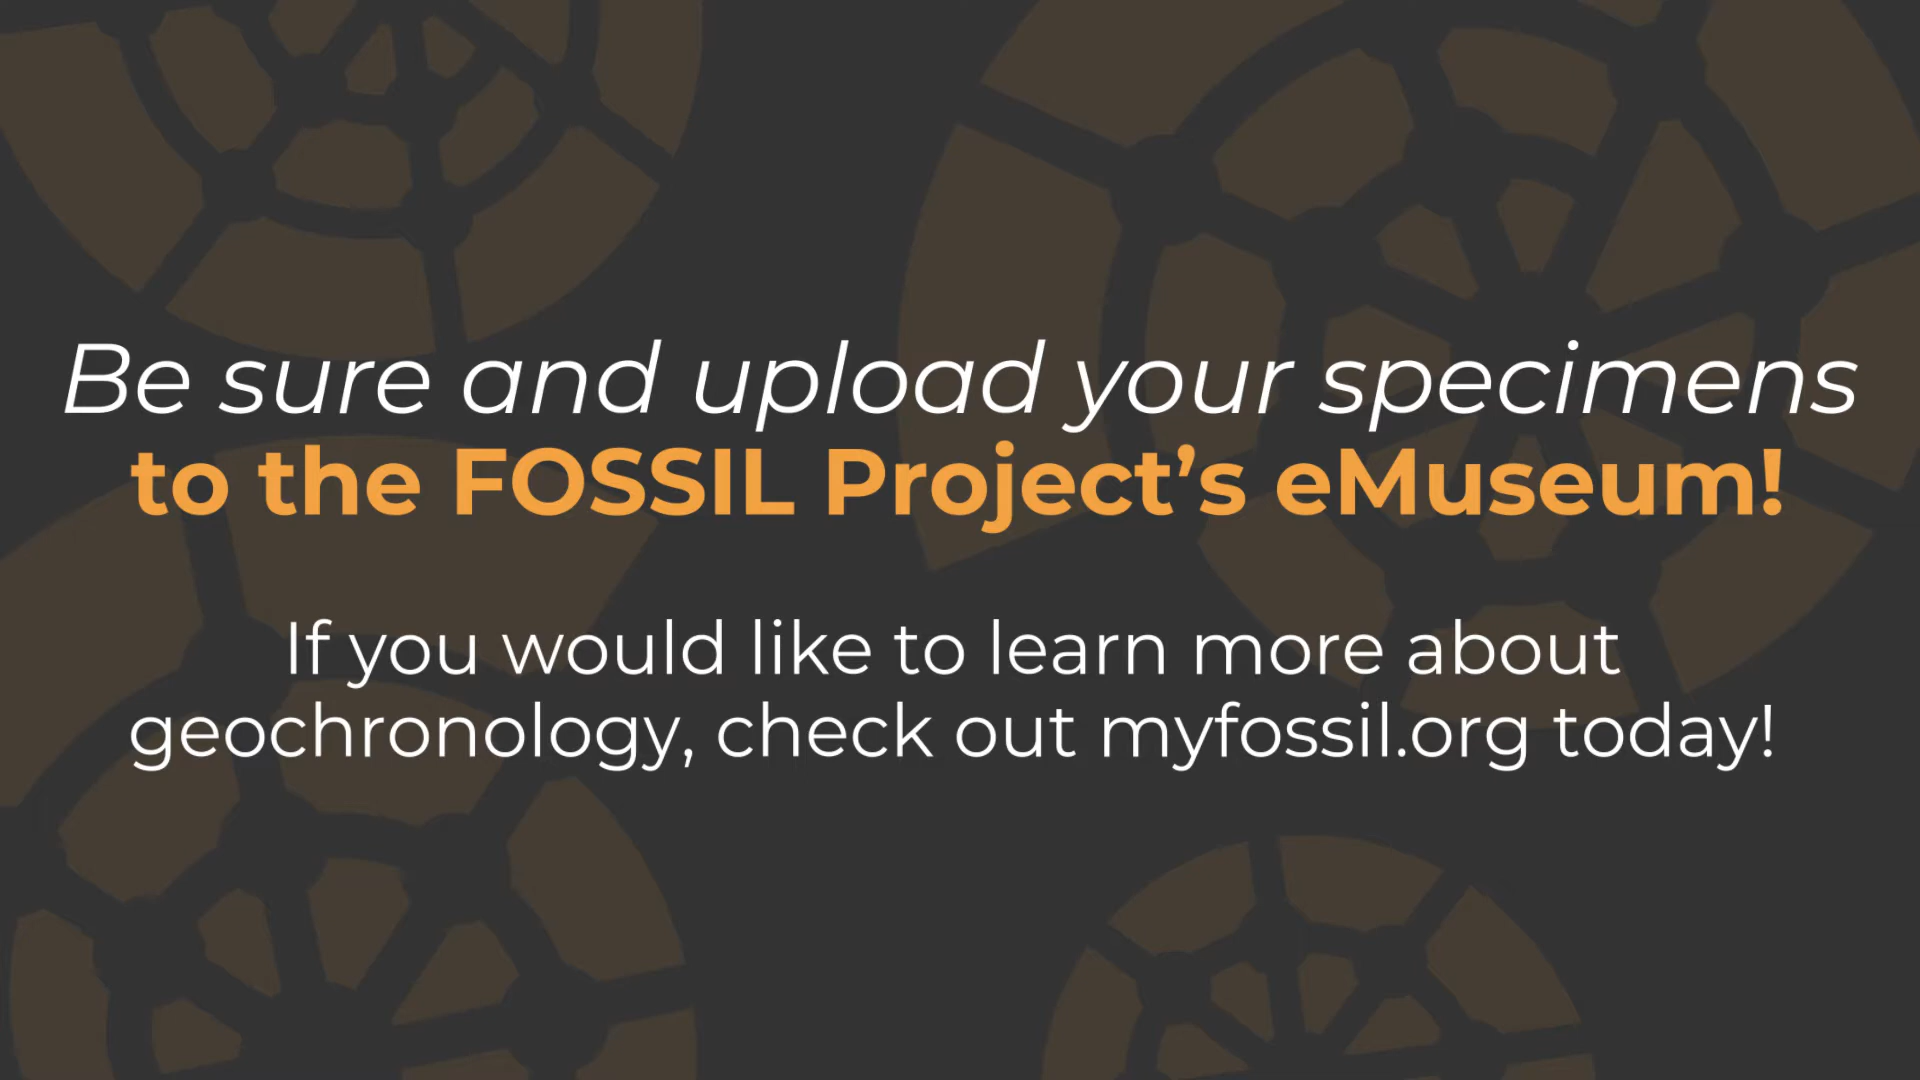 Be sure and upload your specimens
to the FOSSIL Project’s eMuseum!
If you would like to learn more about
geochronology, check out myfossil.org today!